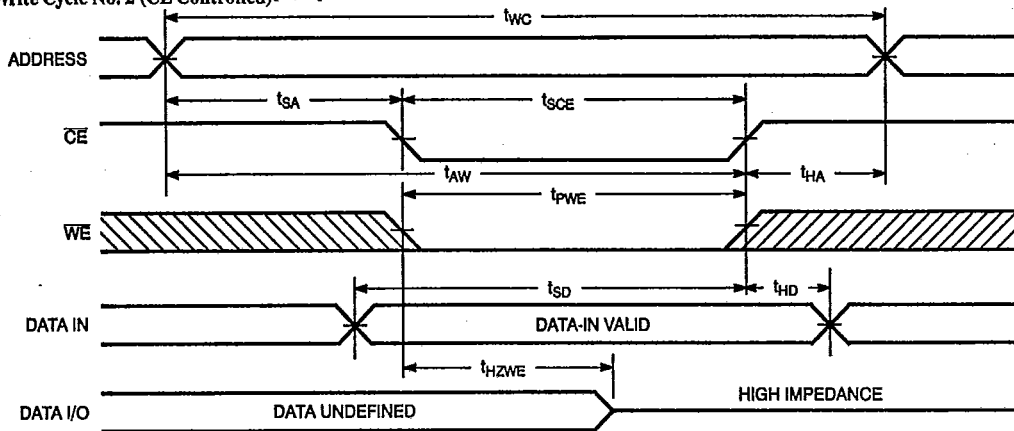 Write Cycle No. 2 (CE Controlled)
tWC
ADDRESS
tSA
tSCE
CE
tAW
tHA
tPWE
WE
tSD
tHD
DATA IN
DATA-IN VALID
tHZWE
DATA I/O
DATA UNDEFINED
HIGH IMPEDANCE